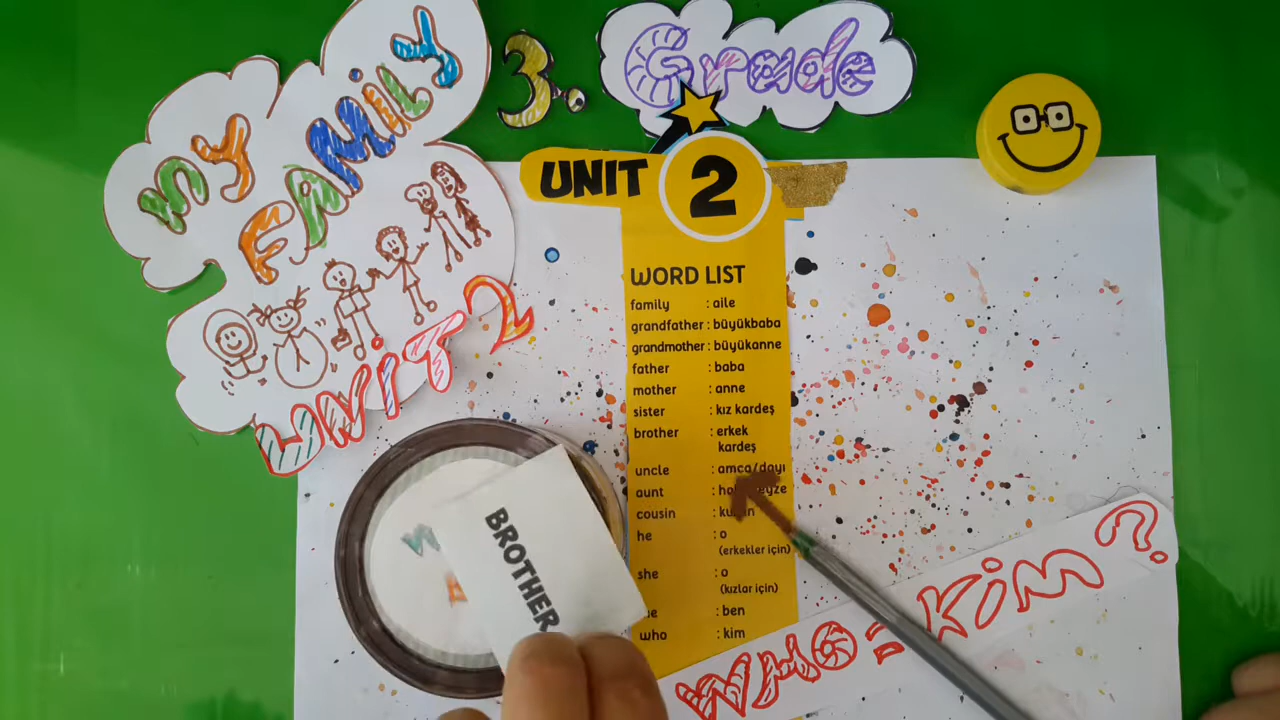 MY
FAMILY
UNIT 2
3. Grade
UNIT 2
WORD LIST
family : aile
grandfather : büyükbaba
grandmother : büyükanne
father : baba
mother : anne
sister : kız kardeş
brother : erkek
kardeş
uncle : amca/dayı
aunt :
cousin :
he : o
(erkekler için)
she : o
(kızlar için)
: ben
who : kim
BROTHER
WHO = KiM ?